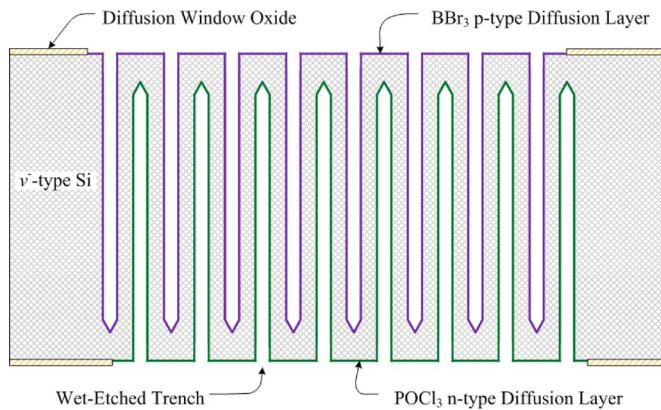 Diffusion Window Oxide
BBr₃ p-type Diffusion Layer
v⁻-type Si
Wet-Etched Trench
POCl₃ n-type Diffusion Layer